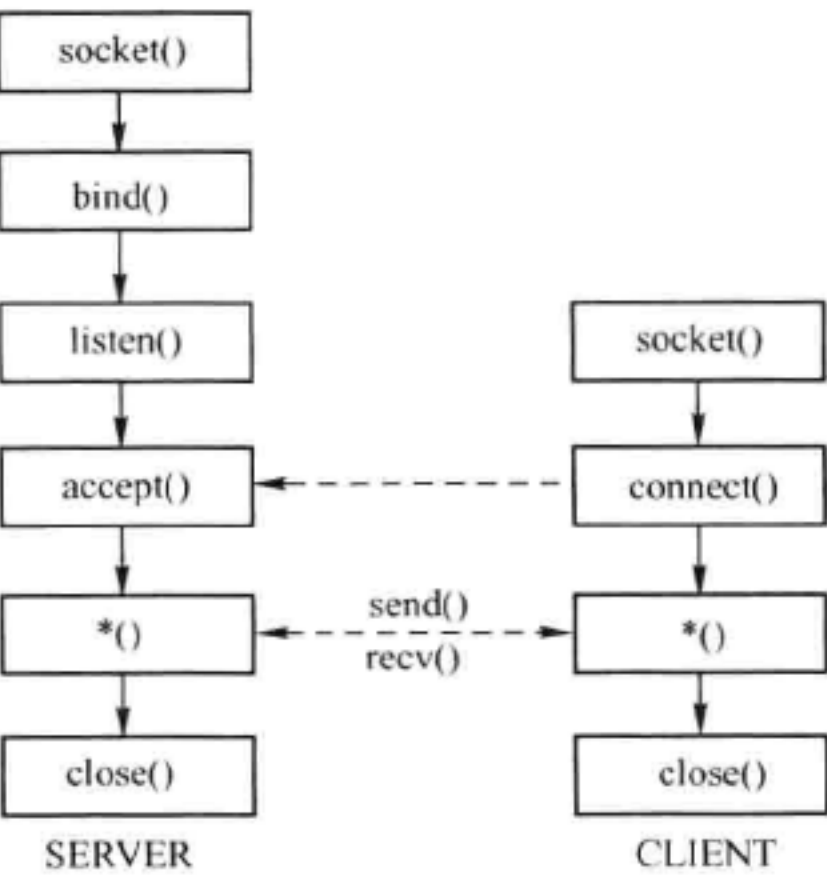 socket()
bind()
listen()
socket()
accept()
connect()
*()
send()
recv()
*()
close()
close()
SERVER
CLIENT